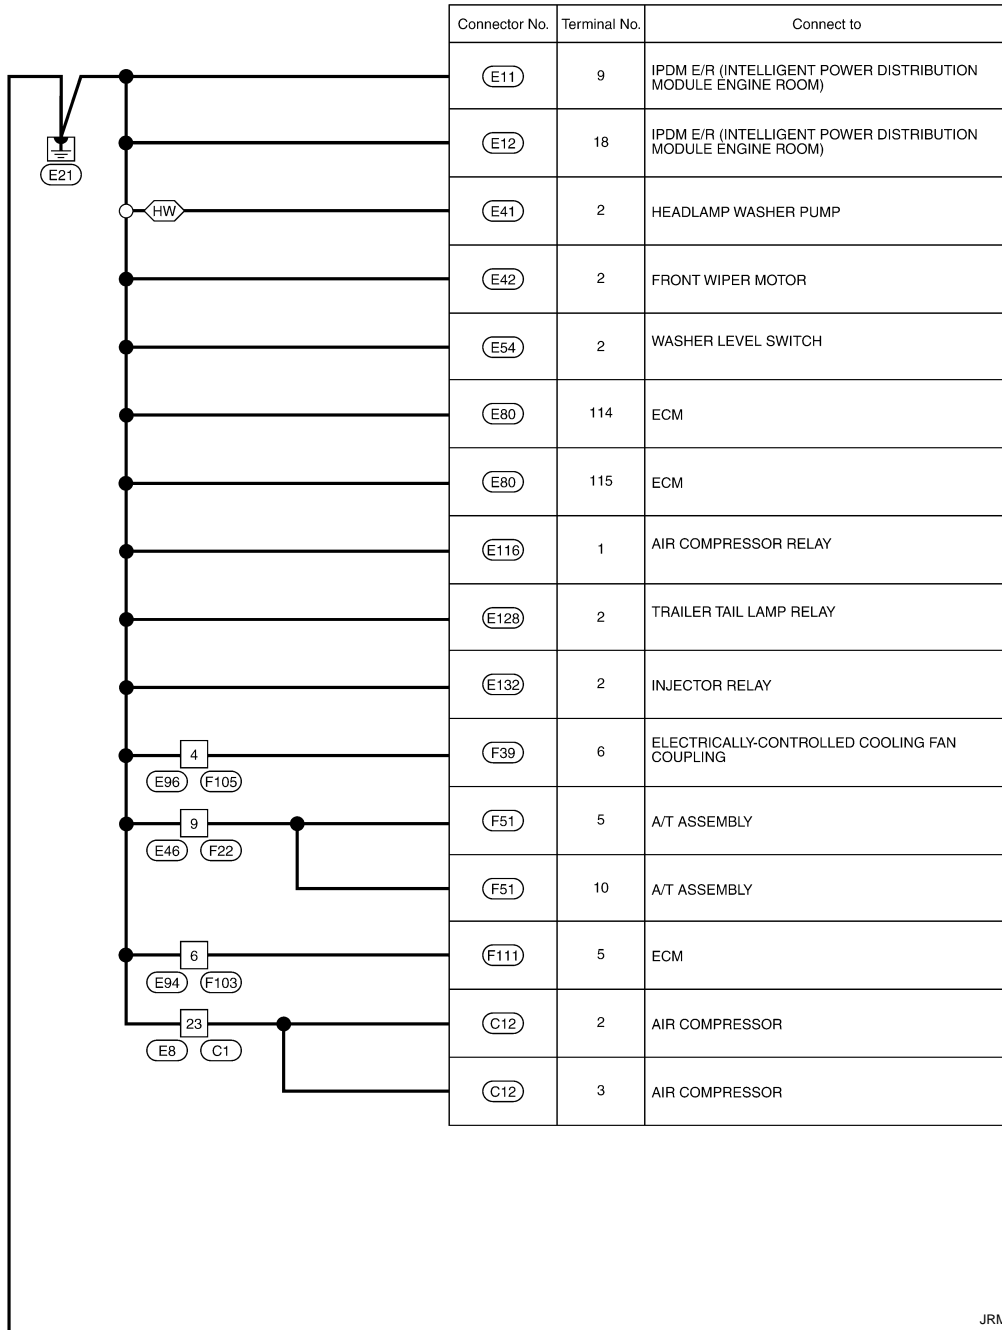 Connector No. Terminal No. Connect to
E11 9 IPDM E/R (INTELLIGENT POWER DISTRIBUTION
MODULE ENGINE ROOM)
E21
E12 18 IPDM E/R (INTELLIGENT POWER DISTRIBUTION
MODULE ENGINE ROOM)
HW E41 2 HEADLAMP WASHER PUMP
E42 2 FRONT WIPER MOTOR
E54 2 WASHER LEVEL SWITCH
E80 114 ECM
E80 115 ECM
E116 1 AIR COMPRESSOR RELAY
E128 2 TRAILER TAIL LAMP RELAY
E132 2 INJECTOR RELAY
4 F39 6 ELECTRICALLY-CONTROLLED COOLING FAN
COUPLING
E96 F105
9 F51 5 A/T ASSEMBLY
E46 F22
F51 10 A/T ASSEMBLY
6 F111 5 ECM
E94 F103
23 C12 2 AIR COMPRESSOR
E8 C1
C12 3 AIR COMPRESSOR
JRM